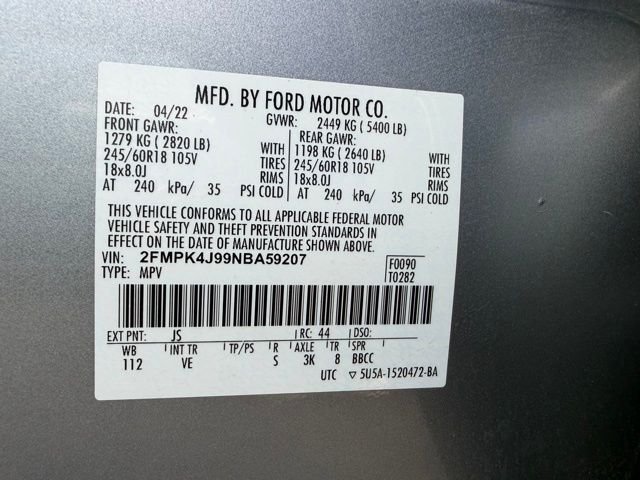 MFD. BY FORD MOTOR CO.
DATE: 04/22 GVWR: 2449 KG ( 5400 LB)
FRONT GAWR: REAR GAWR:
1279 KG ( 2820 LB) WITH 1198 KG ( 2640 LB) WITH
245/60R18 105V TIRES 245/60R18 105V TIRES
18x8.0J RIMS 18x8.0J RIMS
AT 240 kPa/ 35 PSI COLD AT 240 kPa/ 35 PSI COLD
THIS VEHICLE CONFORMS TO ALL APPLICABLE FEDERAL MOTOR
VEHICLE SAFETY AND THEFT PREVENTION STANDARDS IN
EFFECT ON THE DATE OF MANUFACTURE SHOWN ABOVE.
VIN: 2FMPK4J99NBA59207 F0090
TYPE: MPV T0282
EXT PNT: JS RC: 44 DSO:
WB INT TR TP/PS R AXLE TR SPR
112 VE S 3K 8 BBCC
UTC ▽ 5U5A-1520472-BA